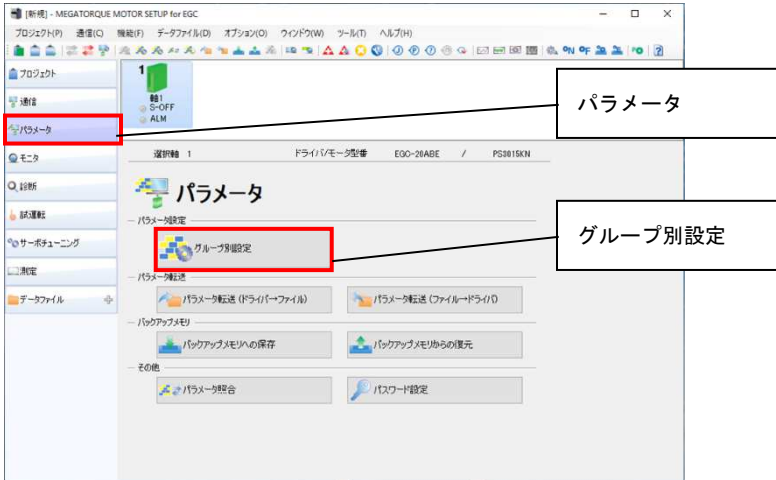 [新規] - MEGATORQUE MOTOR SETUP for EGC
プロジェクト(P) 通信(C) 機能(F) データファイル(D) オプション(O) ウィンドウ(W) ツール(T) ヘルプ(H)
プロジェクト
通信
パラメータ
モニタ
診断
試運転
サーボチューニング
測定
データファイル
1
軸1
S-OFF
ALM
選択軸 1 ドライバ/モータ型番 EGC-20ABE / PS3015KN
パラメータ
パラメータ設定
グループ別設定
パラメータ転送
パラメータ転送 (ドライバ→ファイル) パラメータ転送 (ファイル→ドライバ)
バックアップメモリ
バックアップメモリへの保存 バックアップメモリからの復元
その他
パラメータ照合 パスワード設定
パラメータ
グループ別設定